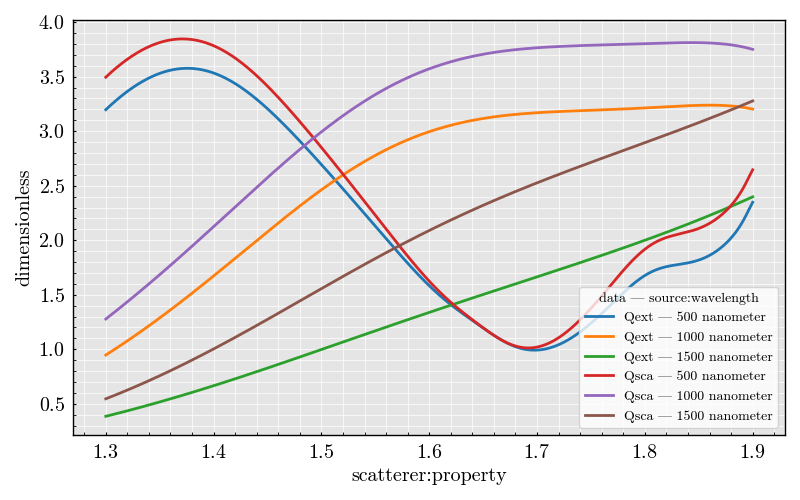 4.0
3.5
3.0
2.5
2.0
1.5
1.0
0.5
dimensionless
1.3 1.4 1.5 1.6 1.7 1.8 1.9
scatterer:property
data — source:wavelength
Qext — 500 nanometer
Qext — 1000 nanometer
Qext — 1500 nanometer
Qsca — 500 nanometer
Qsca — 1000 nanometer
Qsca — 1500 nanometer